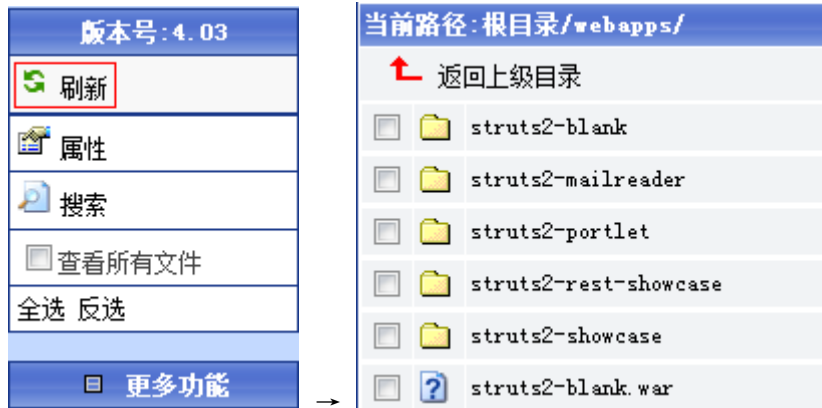 版本号:4.03
刷新
属性
搜索
查看所有文件
全选 反选
更多功能
→
当前路径:根目录/webapps/
返回上级目录
struts2-blank
struts2-mailreader
struts2-portlet
struts2-rest-showcase
struts2-showcase
struts2-blank.war